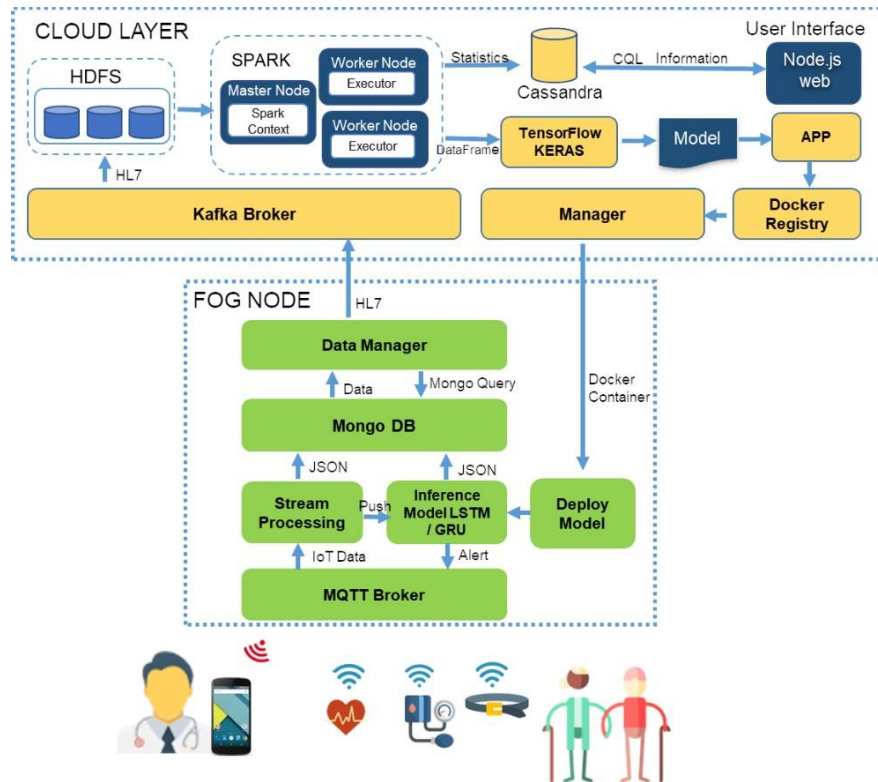 CLOUD LAYER
User Interface
HDFS
SPARK
Master Node
Spark
Context
Worker Node
Executor
Worker Node
Executor
Statistics
DataFrame
Cassandra
CQL Information
Node.js
web
TensorFlow
KERAS
Model
APP
HL7
Kafka Broker
Manager
Docker
Registry
FOG NODE
HL7
Data Manager
Data
Mongo Query
Docker
Container
Mongo DB
JSON
JSON
Stream
Processing
Push
Inference
Model LSTM
/ GRU
Deploy
Model
IoT Data
Alert
MQTT Broker